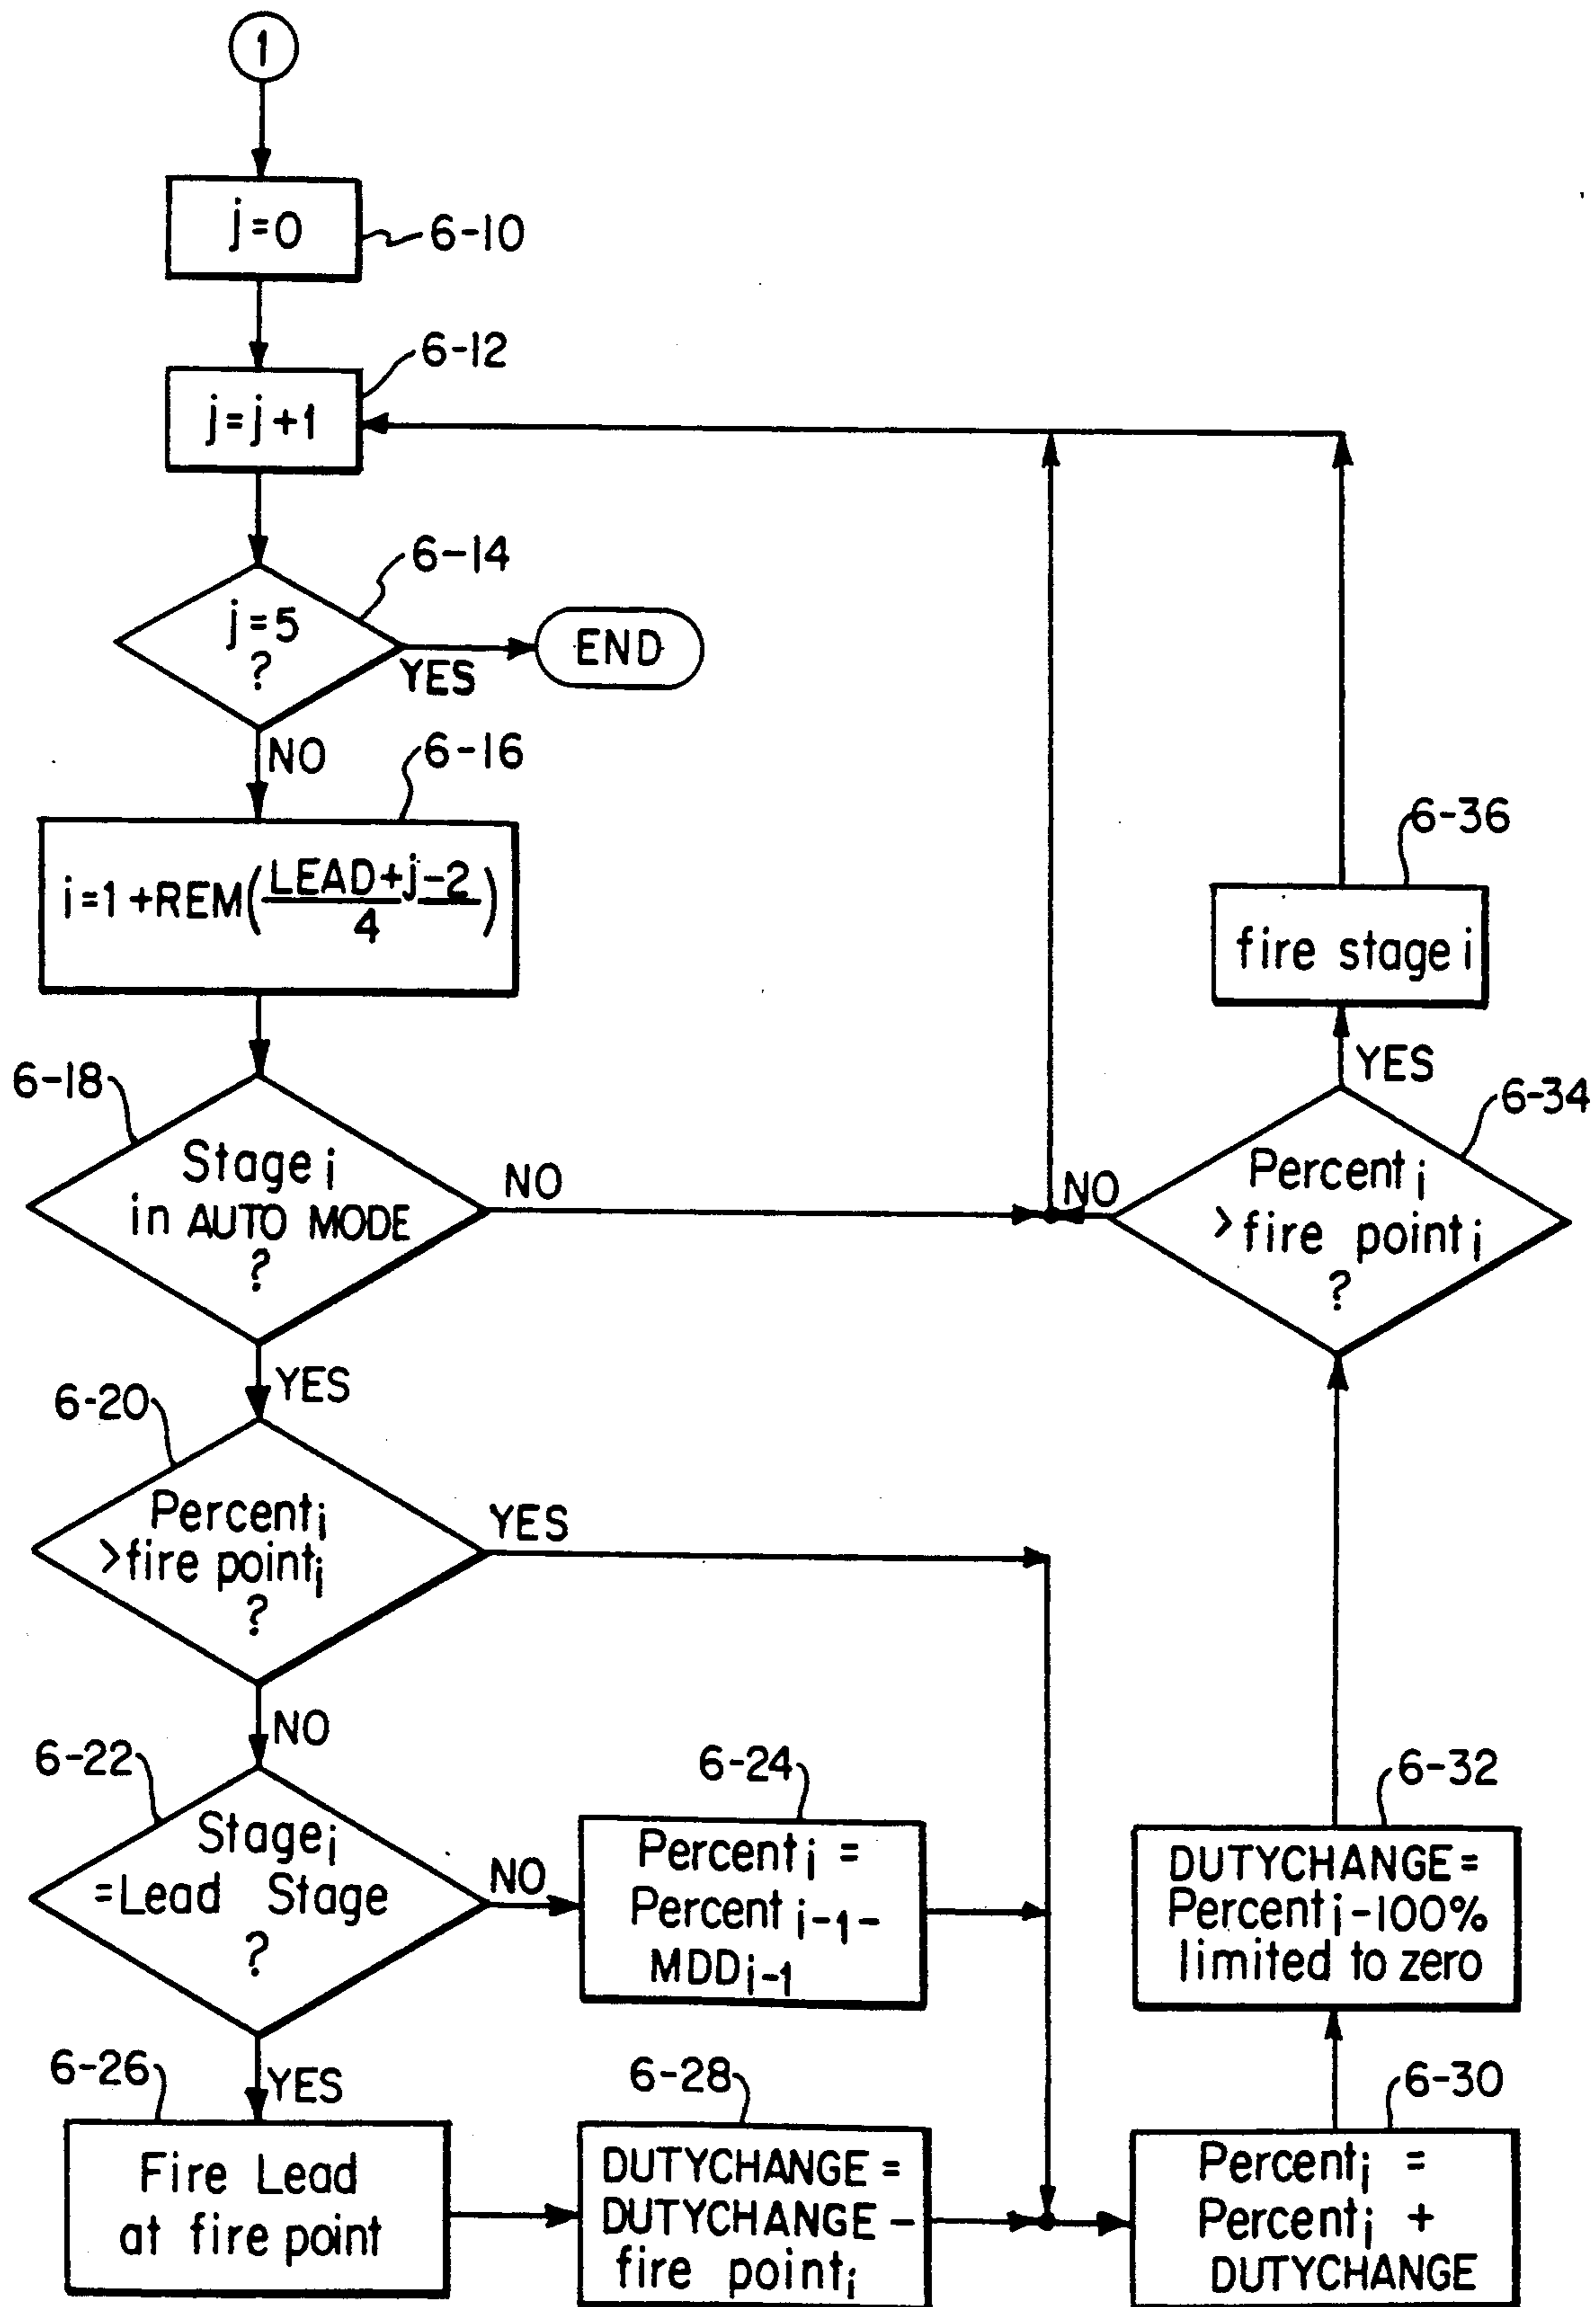 1
j=0
6-10
6-12
j=j+1
6-14
j=5
?
YES
END
NO
6-16
i=1+REM(LEAD+j-2
4)
6-18
Stage i
in AUTO MODE
?
NO
YES
6-20
Percent i
>fire point i
?
YES
NO
6-22
Stage i
=Lead Stage
?
NO
6-24
Percent i =
Percent i-1 -
MDD i-1
YES
6-26
Fire Lead
at fire point
6-28
DUTYCHANGE =
DUTYCHANGE -
fire point i
6-30
Percent i =
Percent i +
DUTYCHANGE
6-32
DUTYCHANGE=
Percent i -100%
limited to zero
6-34
Percent i
>fire point i
?
NO
YES
6-36
fire stage i